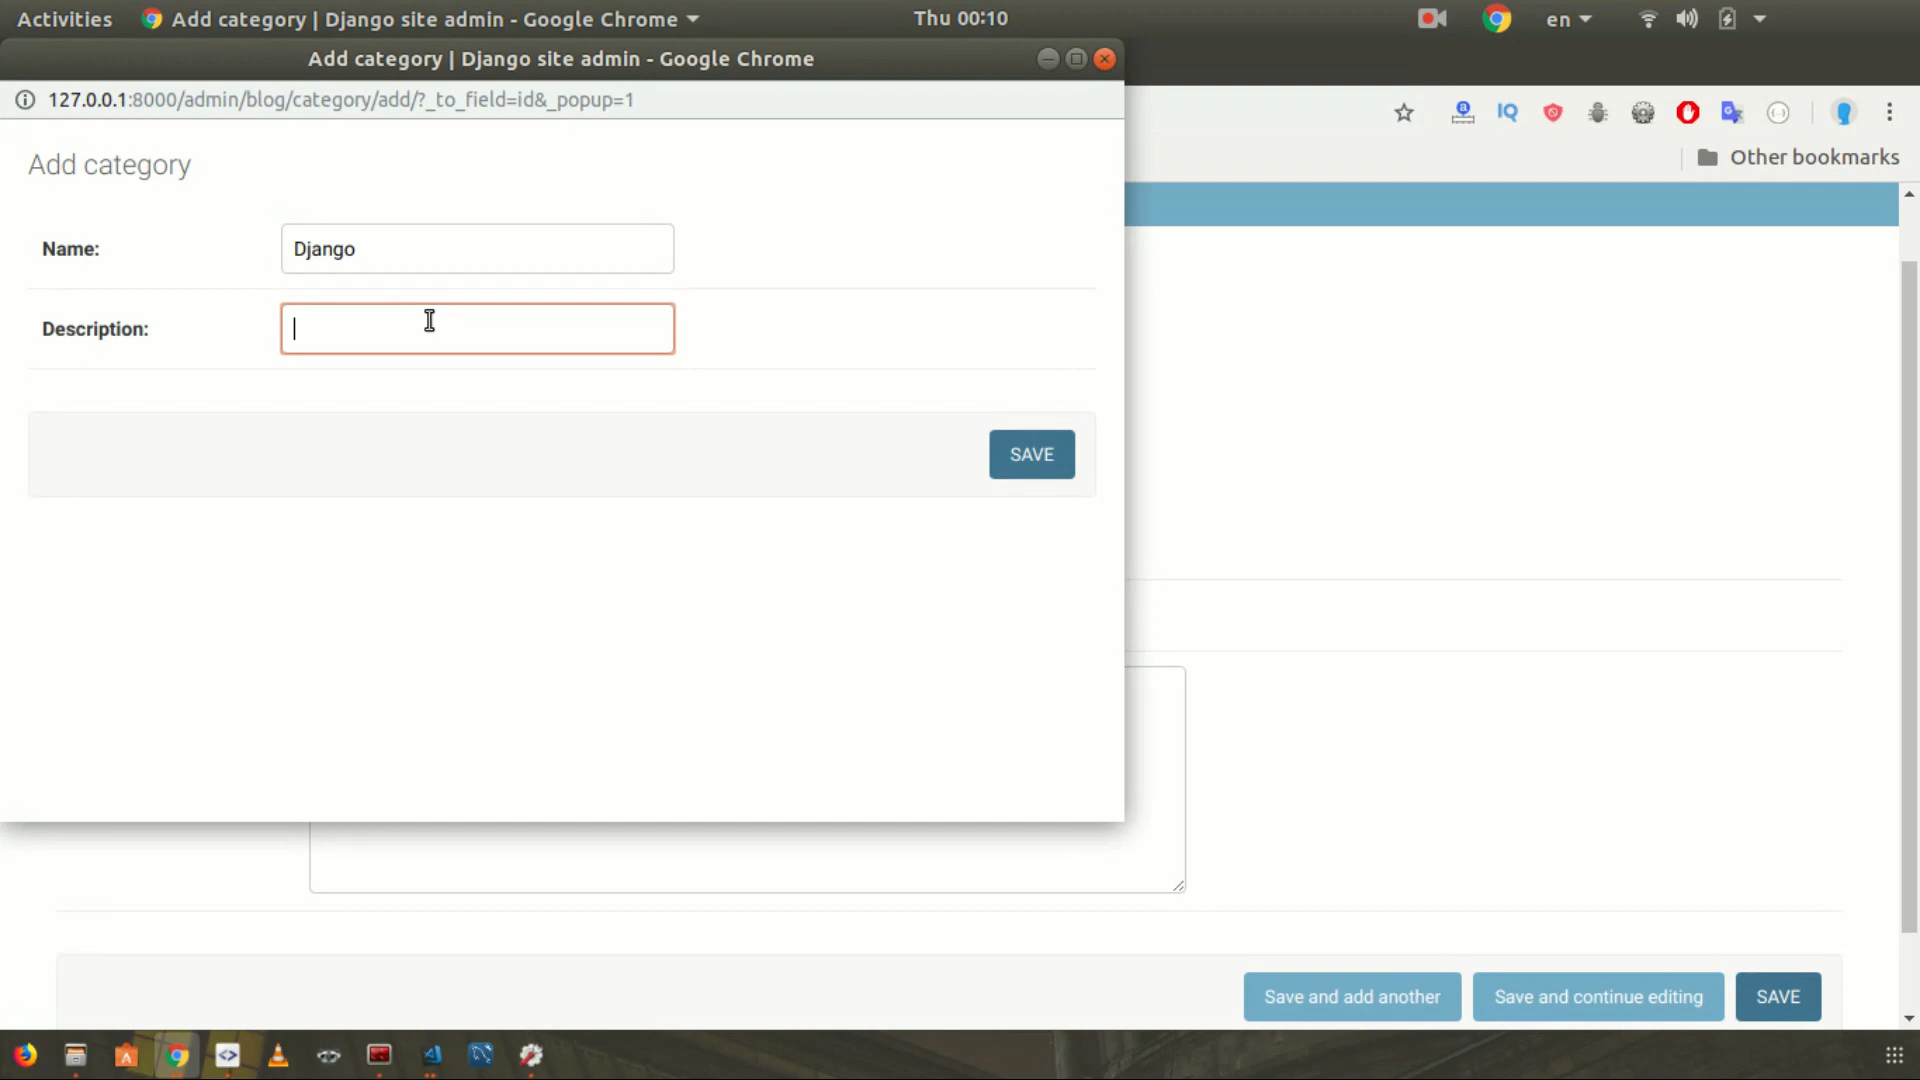 Activities Add category | Django site admin - Google Chrome Thu 00:10 en
Add category | Django site admin - Google Chrome
127.0.0.1:8000/admin/blog/category/add/?_to_field=id&_popup=1
IQ
Other bookmarks
Add category
Name: Django
Description:
SAVE
Save and add another Save and continue editing SAVE